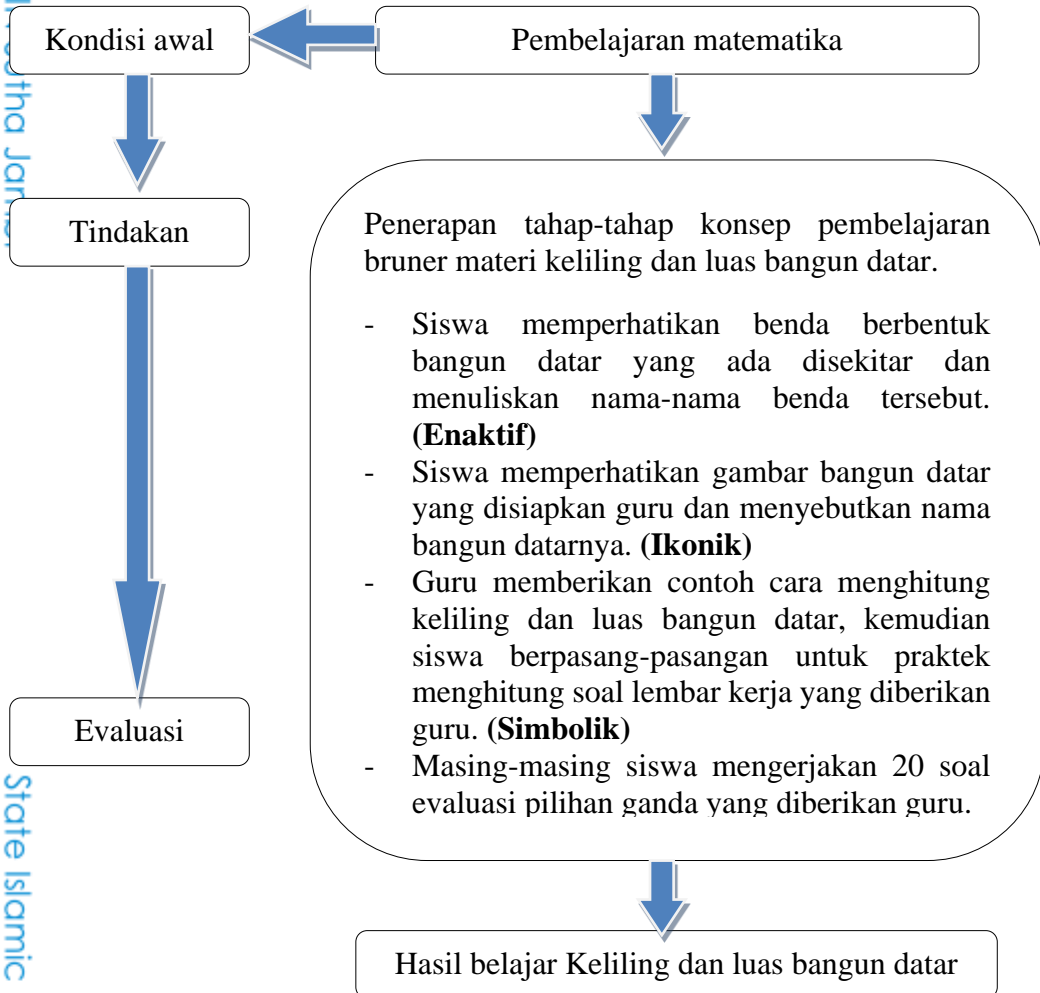 Kondisi awal
Pembelajaran matematika
Tindakan
Penerapan tahap-tahap konsep pembelajaran
bruner materi keliling dan luas bangun datar.
- Siswa memperhatikan benda berbentuk
bangun datar yang ada disekitar dan
menuliskan nama-nama benda tersebut.
(Enaktif)
- Siswa memperhatikan gambar bangun datar
yang disiapkan guru dan menyebutkan nama
bangun datarnya. (Ikonik)
- Guru memberikan contoh cara menghitung
keliling dan luas bangun datar, kemudian
siswa berpasang-pasangan untuk praktek
menghitung soal lembar kerja yang diberikan
guru. (Simbolik)
- Masing-masing siswa mengerjakan 20 soal
evaluasi pilihan ganda yang diberikan guru.
Evaluasi
Hasil belajar Keliling dan luas bangun datar
State Islamic